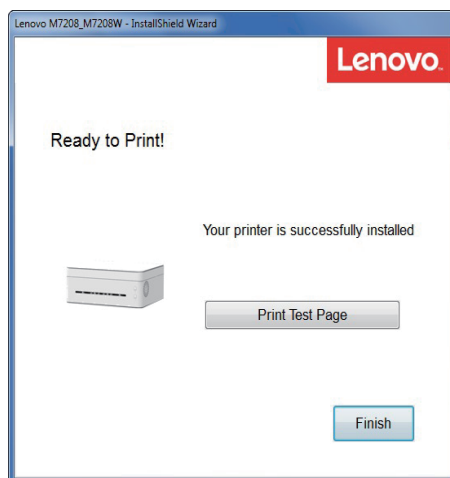 Lenovo M7208_M7208W - InstallShield Wizard
Lenovo
Ready to Print!
Your printer is successfully installed
Print Test Page
Finish